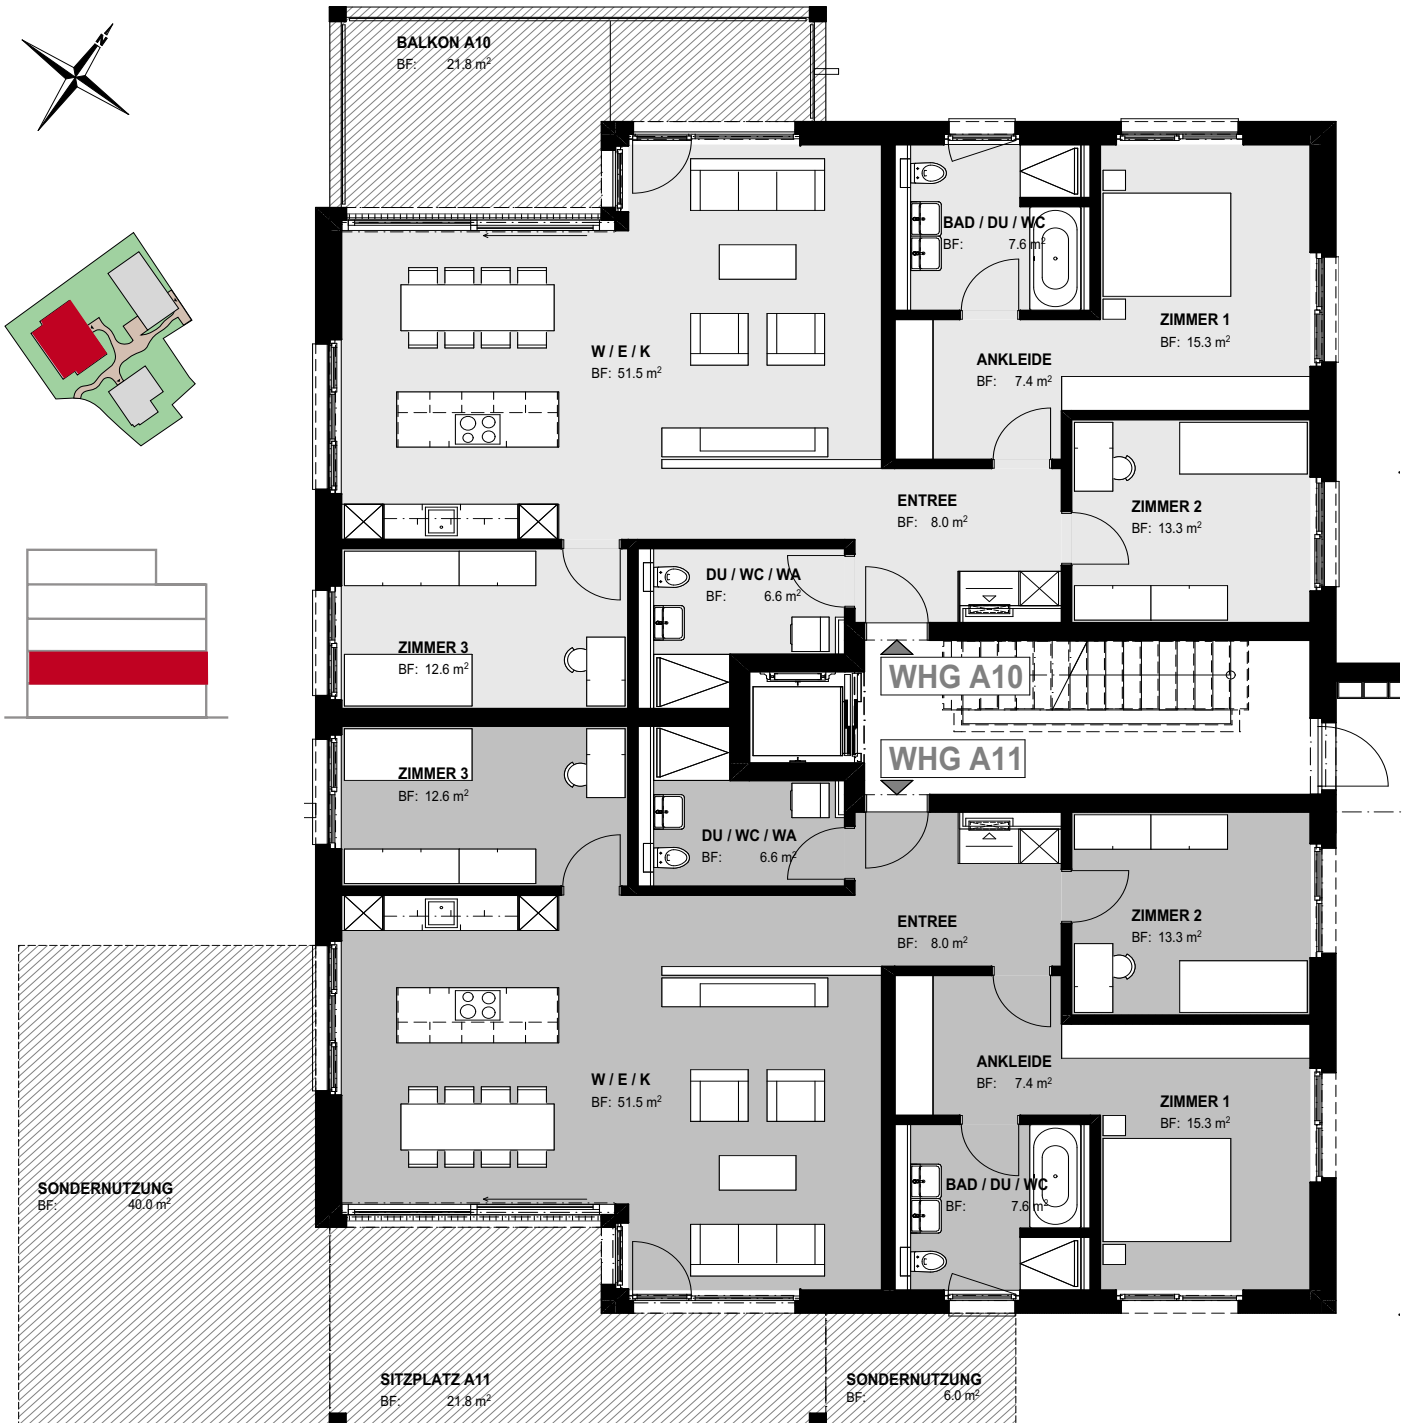 N
BALKON A10
BF: 21.8 m²
BAD / DU / WC
BF: 7.6 m²
ZIMMER 1
BF: 15.3 m²
W / E / K
BF: 51.5 m²
ANKLEIDE
BF: 7.4 m²
ENTREE
BF: 8.0 m²
ZIMMER 2
BF: 13.3 m²
DU / WC / WA
BF: 6.6 m²
ZIMMER 3
BF: 12.6 m²
WHG A10
WHG A11
ZIMMER 3
BF: 12.6 m²
DU / WC / WA
BF: 6.6 m²
ENTREE
BF: 8.0 m²
ZIMMER 2
BF: 13.3 m²
W / E / K
BF: 51.5 m²
ANKLEIDE
BF: 7.4 m²
ZIMMER 1
BF: 15.3 m²
SONDERNUTZUNG
BF: 40.0 m²
BAD / DU / WC
BF: 7.6 m²
SITZPLATZ A11
BF: 21.8 m²
SONDERNUTZUNG
BF: 6.0 m²